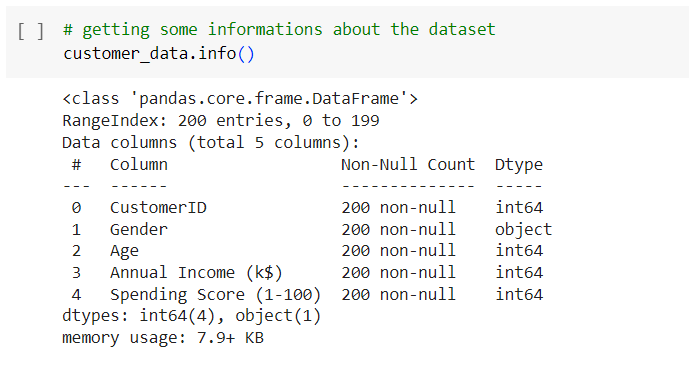 [ ] # getting some informations about the dataset
customer_data.info()
<class 'pandas.core.frame.DataFrame'>
RangeIndex: 200 entries, 0 to 199
Data columns (total 5 columns):
 #   Column                  Non-Null Count  Dtype
---  ------                  --------------  -----
 0   CustomerID              200 non-null    int64
 1   Gender                  200 non-null    object
 2   Age                     200 non-null    int64
 3   Annual Income (k$)      200 non-null    int64
 4   Spending Score (1-100)  200 non-null    int64
dtypes: int64(4), object(1)
memory usage: 7.9+ KB